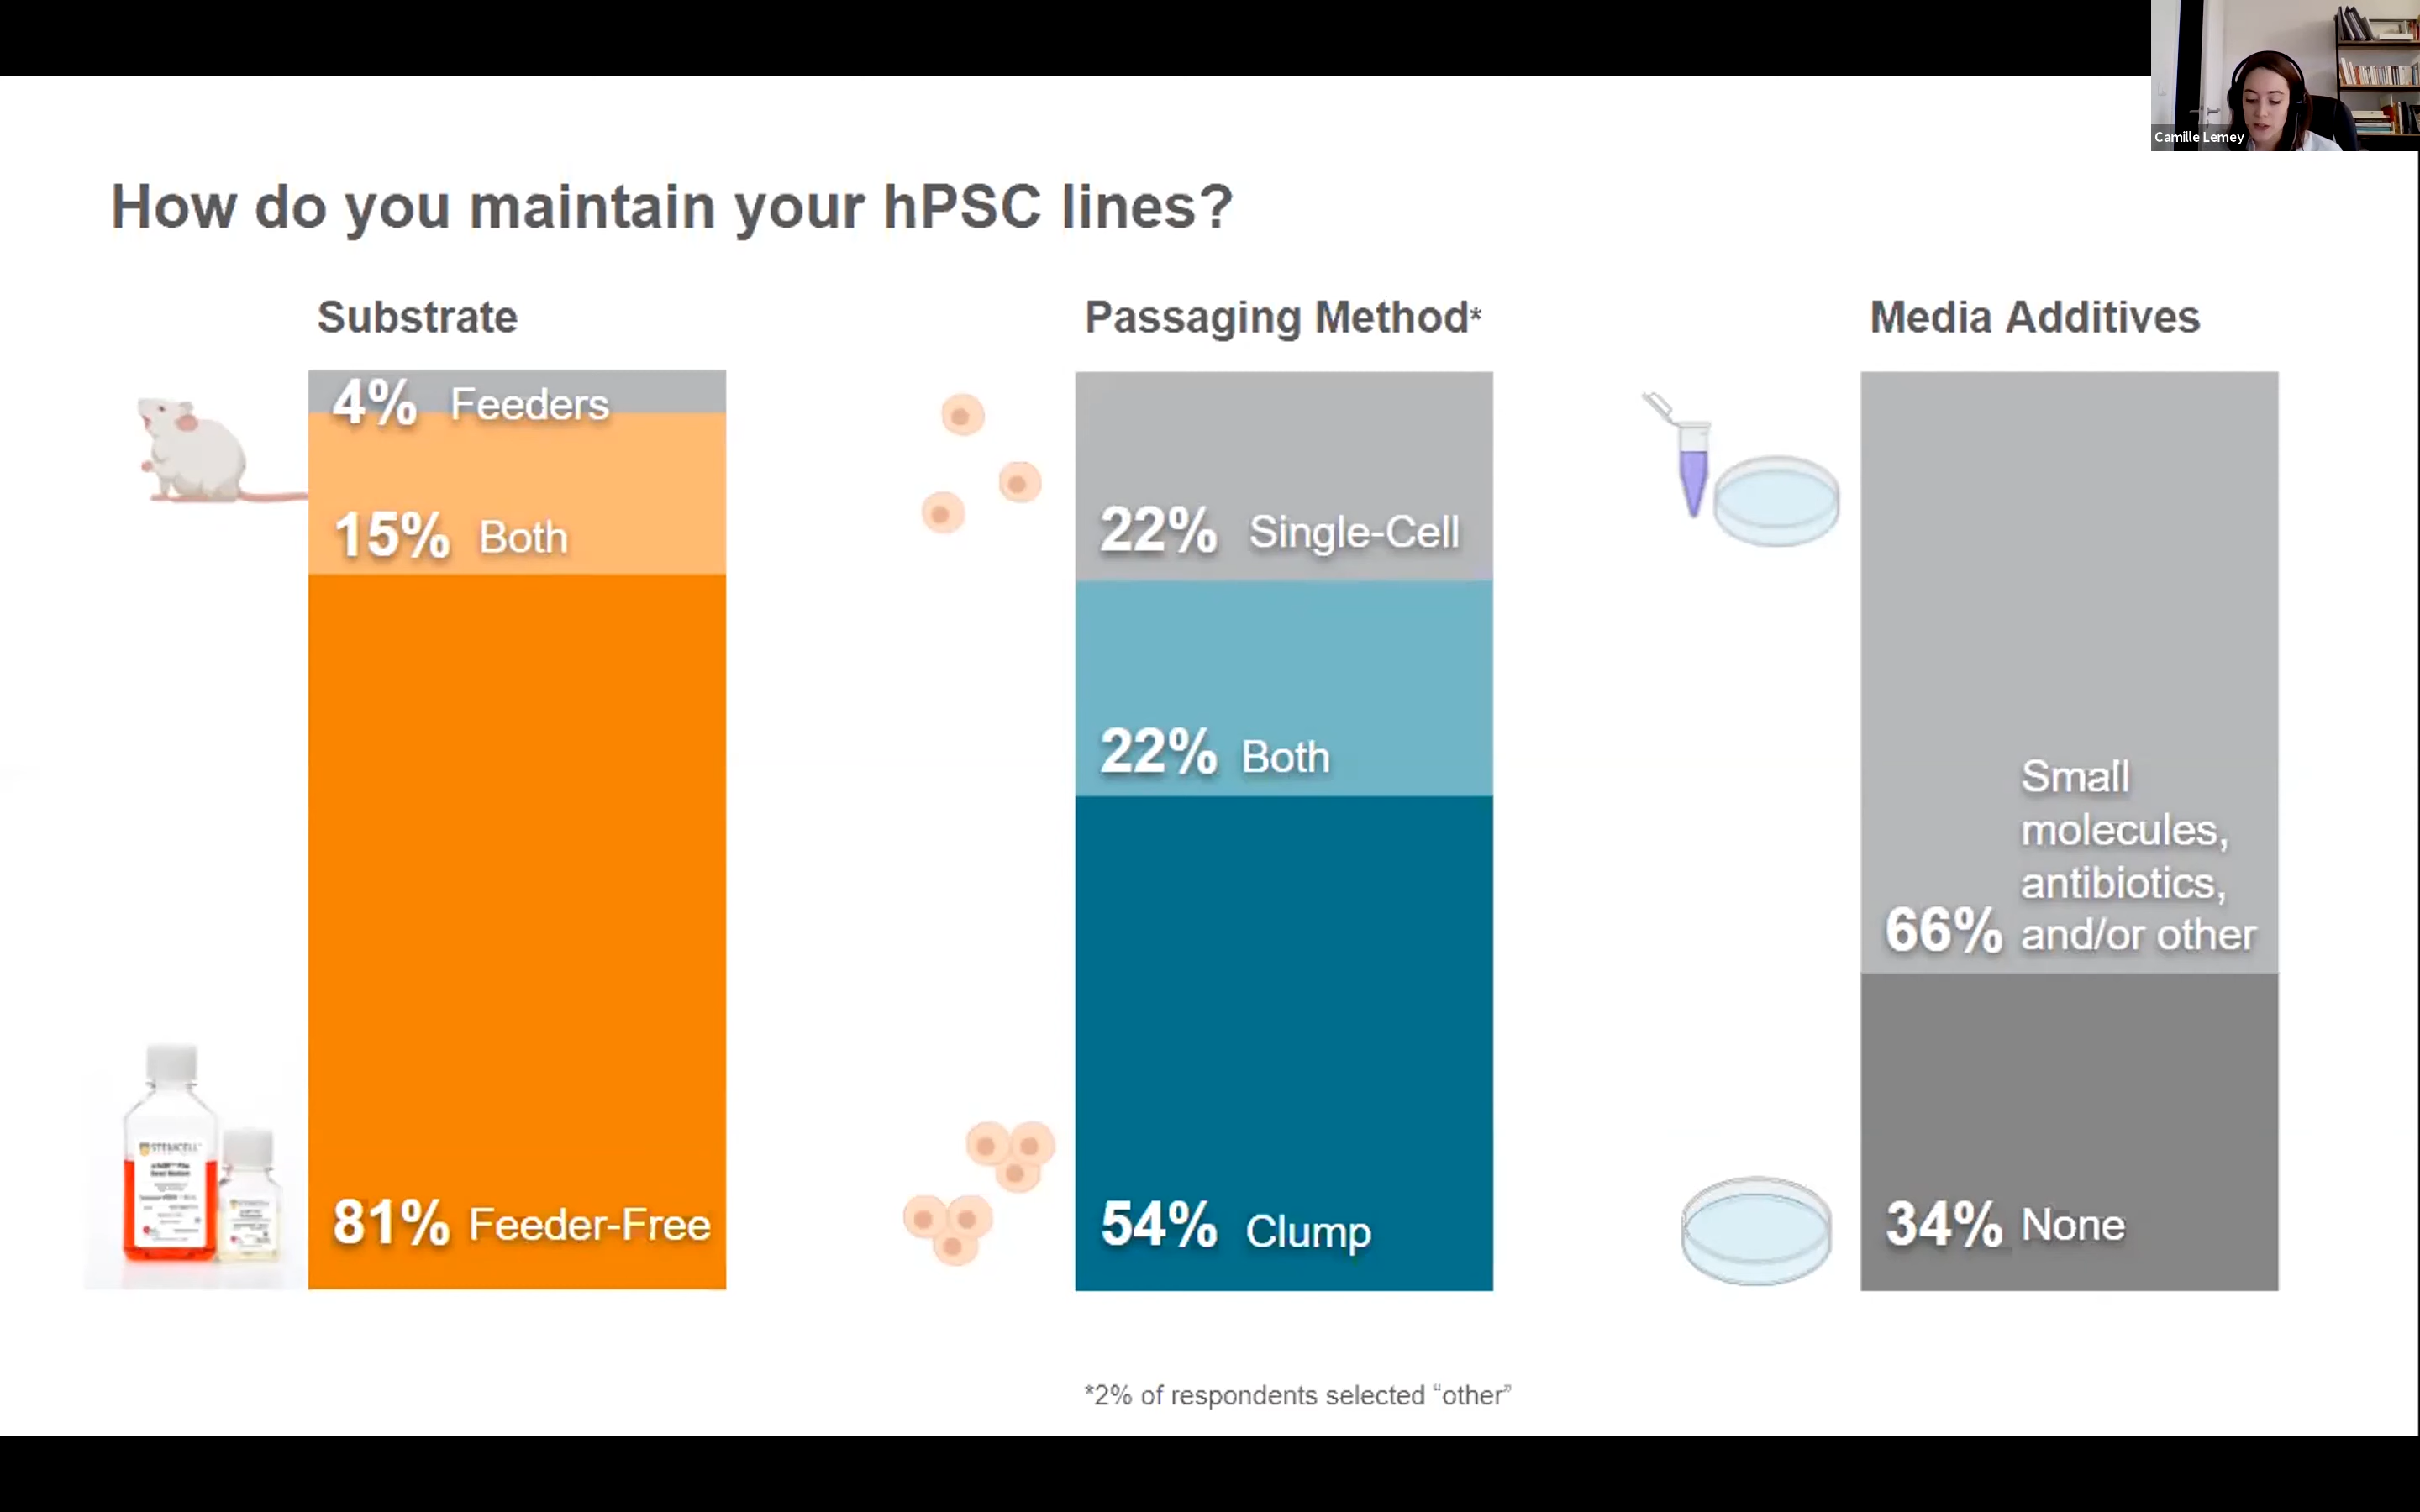 Camille Lemey
How do you maintain your hPSC lines?
Substrate
4% Feeders
15% Both
81% Feeder-Free
STEMCELL
Passaging Method*
22% Single-Cell
22% Both
54% Clump
*2% of respondents selected “other”
Media Additives
Small
molecules,
antibiotics,
66% and/or other
34% None